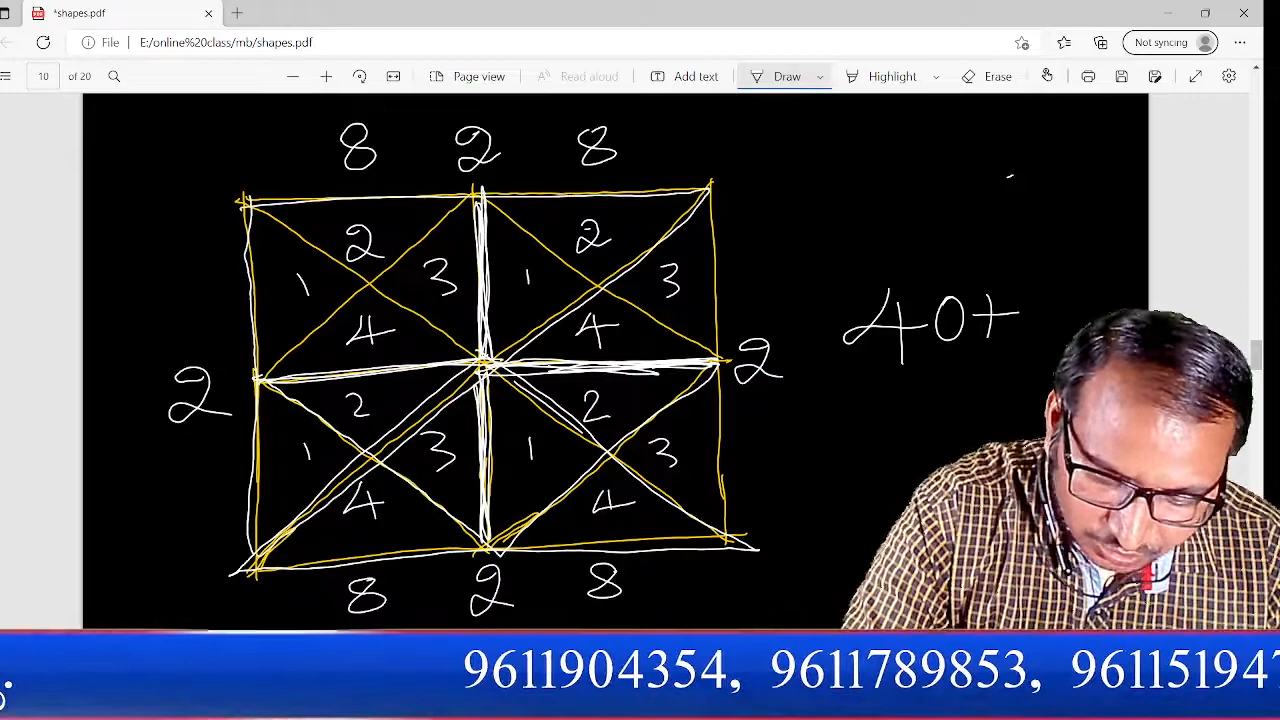 *shapes.pdf
File E:/online%20class/mb/shapes.pdf Not syncing
10 of 20 Page view Read aloud Add text Draw Highlight Erase
8 2 8
2 2
1 3 1 3
4 4
40+
2 2
2 2
1 3 1 3
4 4
8 2 8
9611904354, 9611789853, 961151947